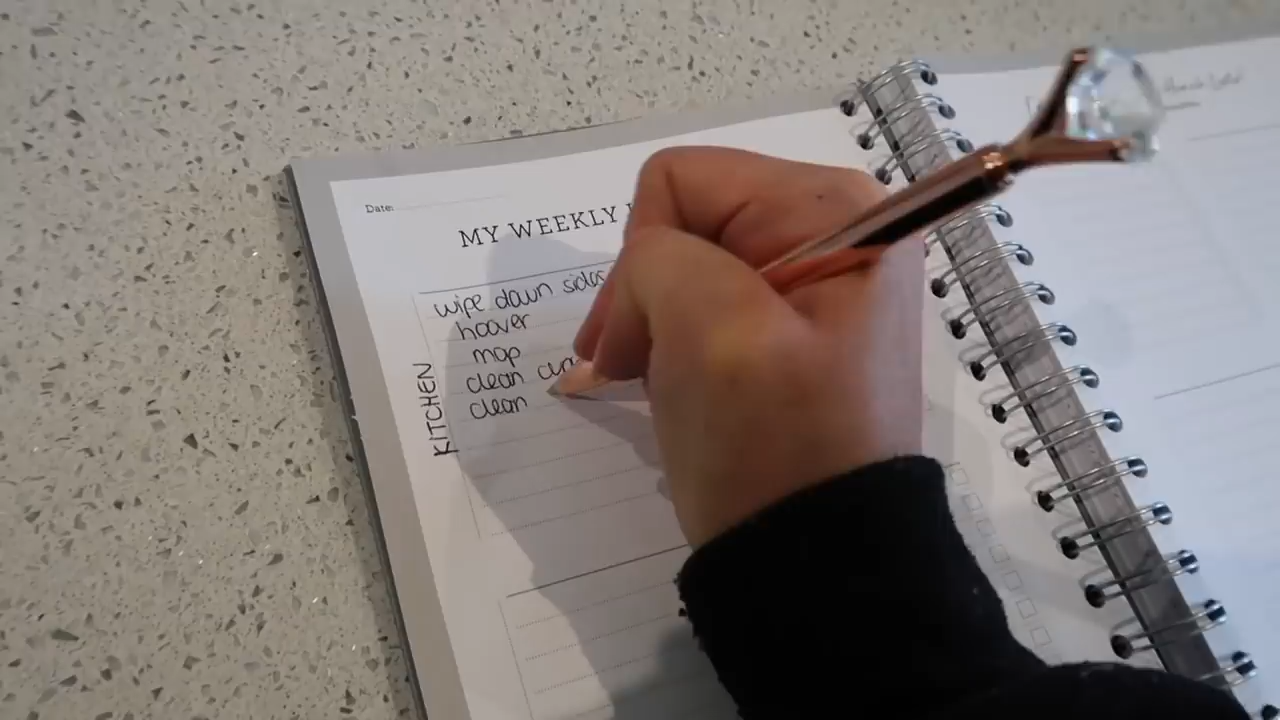 Date:
MY WEEKLY
wipe down sides
hoover
mop
clean
clean
KITCHEN